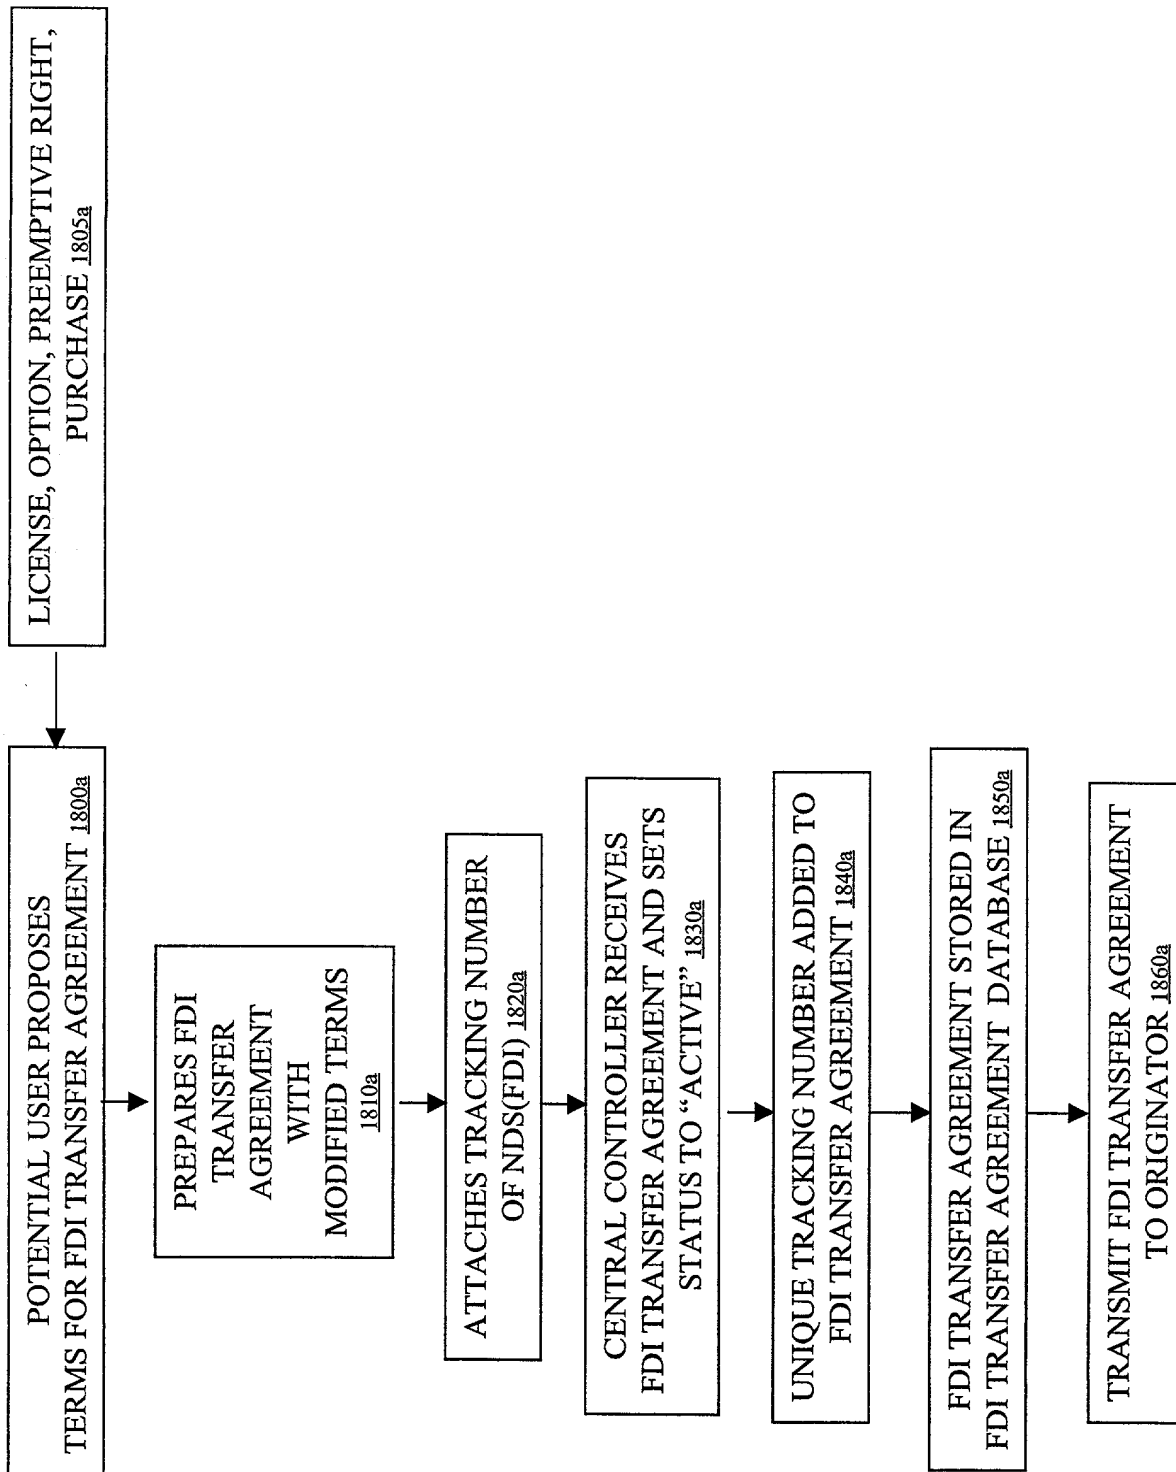 POTENTIAL USER PROPOSES
TERMS FOR FDI TRANSFER AGREEMENT 1800a
LICENSE, OPTION, PREEMPTIVE RIGHT,
PURCHASE 1805a
PREPARES FDI
TRANSFER
AGREEMENT
WITH
MODIFIED TERMS
1810a
ATTACHES TRACKING NUMBER
OF NDS(FDI) 1820a
CENTRAL CONTROLLER RECEIVES
FDI TRANSFER AGREEMENT AND SETS
STATUS TO “ACTIVE” 1830a
UNIQUE TRACKING NUMBER ADDED TO
FDI TRANSFER AGREEMENT 1840a
FDI TRANSFER AGREEMENT STORED IN
FDI TRANSFER AGREEMENT DATABASE 1850a
TRANSMIT FDI TRANSFER AGREEMENT
TO ORIGINATOR 1860a